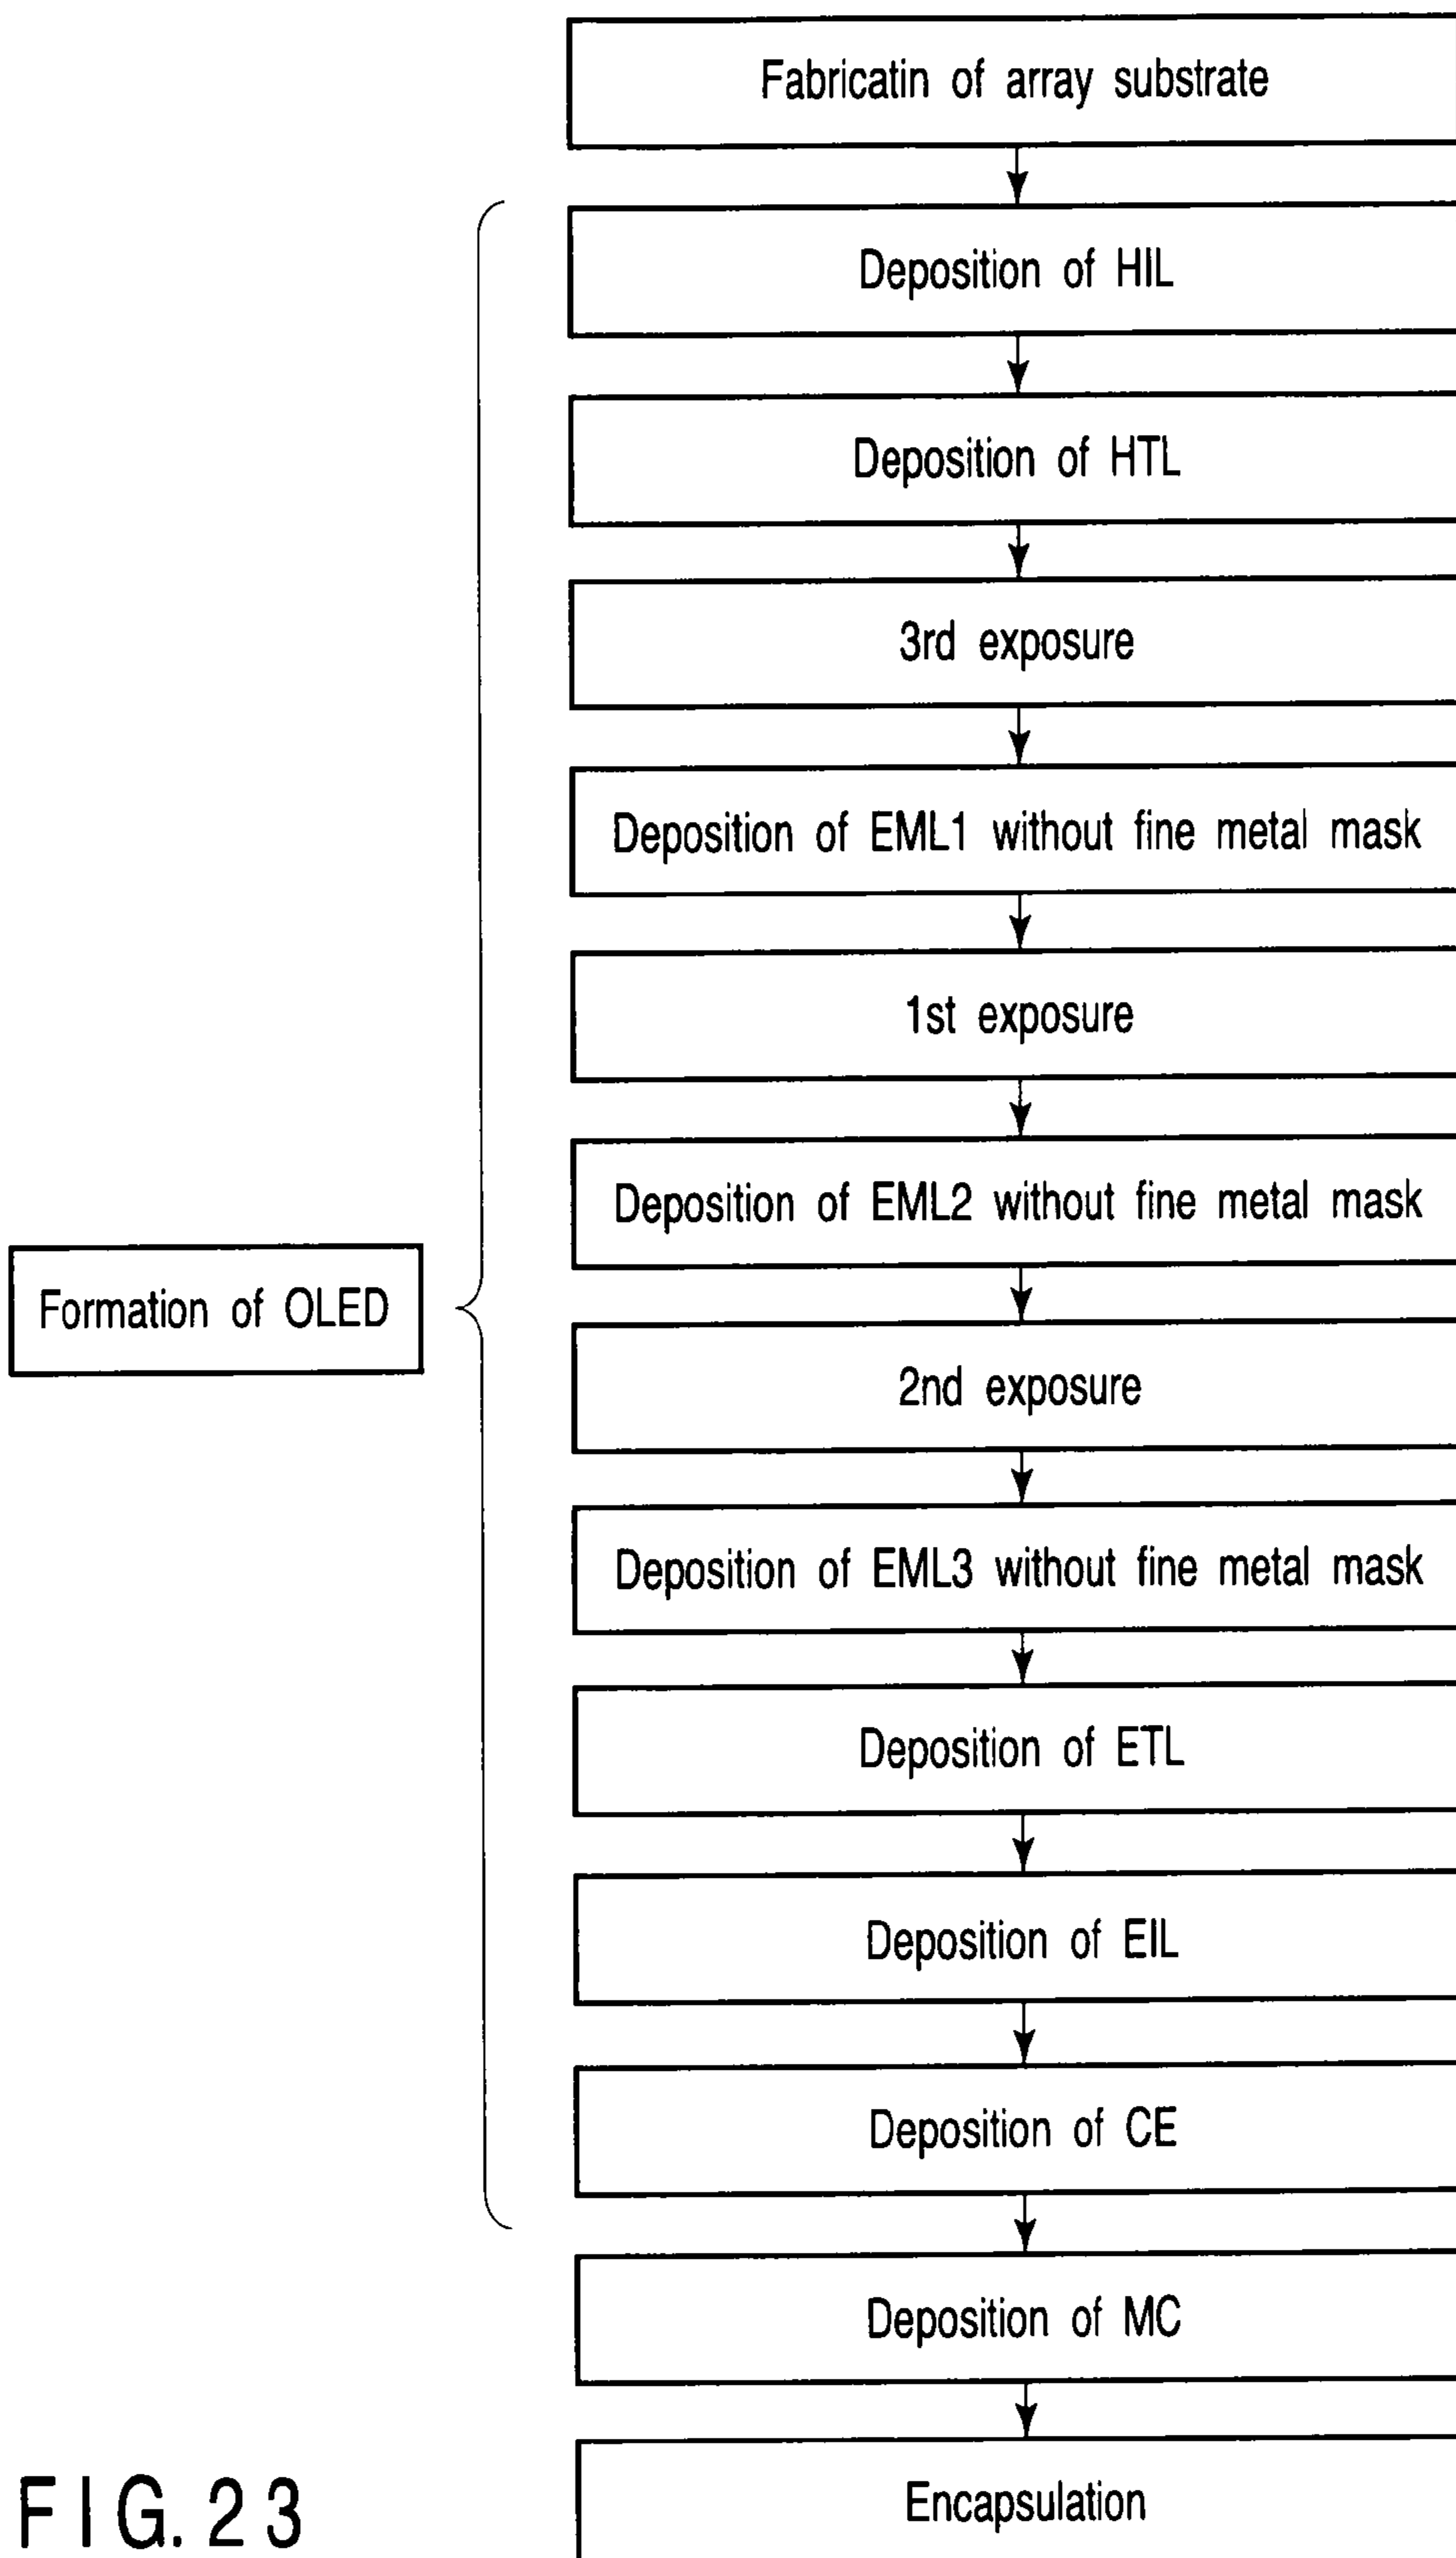 Fabricatin of array substrate
Deposition of HIL
Deposition of HTL
3rd exposure
Deposition of EML1 without fine metal mask
1st exposure
Deposition of EML2 without fine metal mask
Formation of OLED
2nd exposure
Deposition of EML3 without fine metal mask
Deposition of ETL
Deposition of EIL
Deposition of CE
Deposition of MC
Encapsulation
FIG. 23